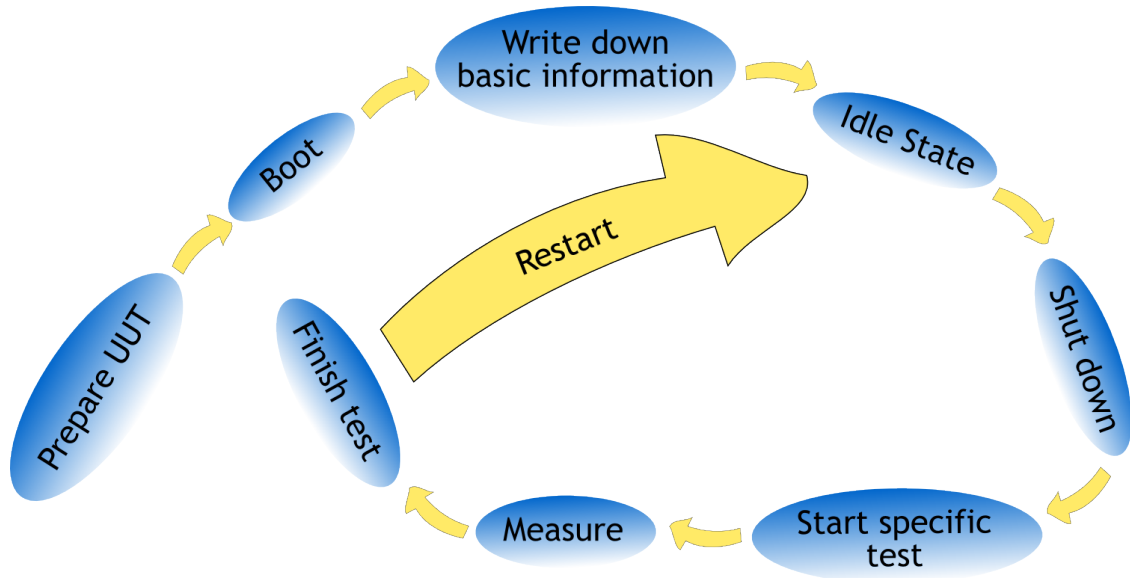 Prepare UUT
Boot
Write down
basic information
Idle State
Shut down
Start specific
test
Measure
Finish test
Restart